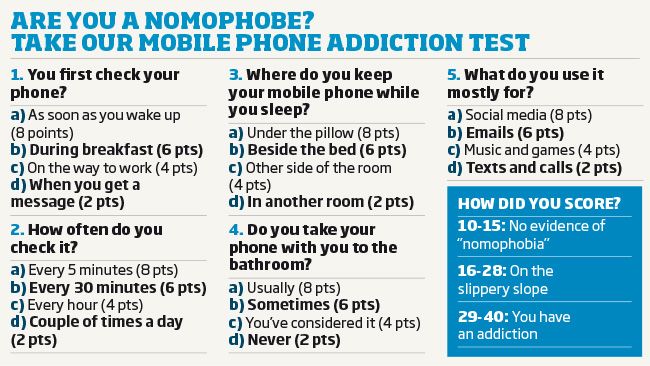 ARE YOU A NOMOPHOBE?
TAKE OUR MOBILE PHONE ADDICTION TEST
1. You first check your
phone?
a) As soon as you wake up
(8 points)
b) During breakfast (6 pts)
c) On the way to work (4 pts)
d) When you get a
message (2 pts)
2. How often do you
check it?
a) Every 5 minutes (8 pts)
b) Every 30 minutes (6 pts)
c) Every hour (4 pts)
d) Couple of times a day
(2 pts)
3. Where do you keep
your mobile phone while
you sleep?
a) Under the pillow (8 pts)
b) Beside the bed (6 pts)
c) Other side of the room
(4 pts)
d) In another room (2 pts)
4. Do you take your
phone with you to the
bathroom?
a) Usually (8 pts)
b) Sometimes (6 pts)
c) You've considered it (4 pts)
d) Never (2 pts)
5. What do you use it
mostly for?
a) Social media (8 pts)
b) Emails (6 pts)
c) Music and games (4 pts)
d) Texts and calls (2 pts)
HOW DID YOU SCORE?
10-15: No evidence of
"nomophobia"
16-28: On the
slippery slope
29-40: You have
an addiction